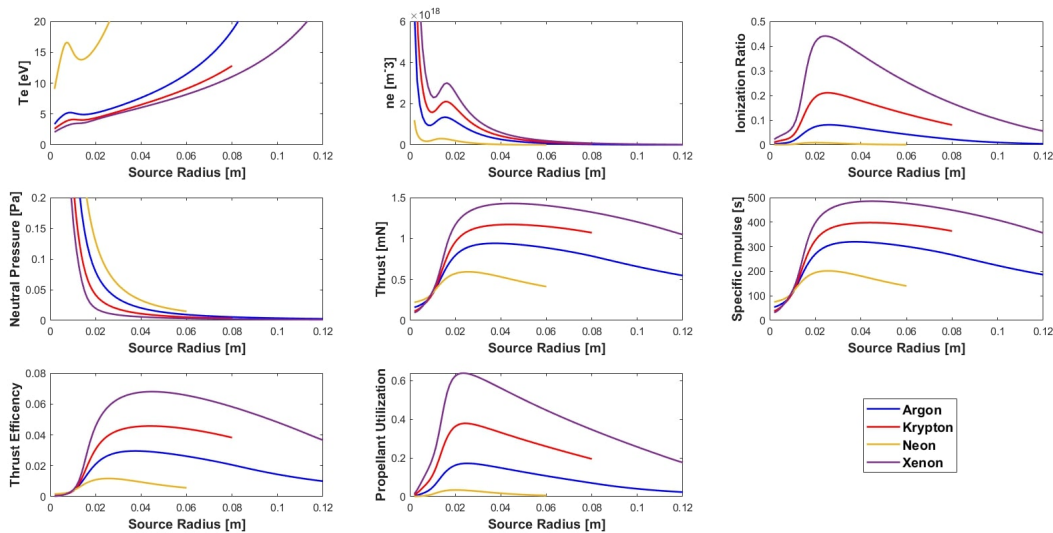 20
15
10
5
0
Te [eV]
0 0.02 0.04 0.06 0.08 0.1 0.12
Source Radius [m]
6 × 10^18
4
2
0
ne [m^-3]
0 0.02 0.04 0.06 0.08 0.1 0.12
Source Radius [m]
0.5
0.4
0.3
0.2
0.1
0
Ionization Ratio
0 0.02 0.04 0.06 0.08 0.1 0.12
Source Radius [m]
0.2
0.15
0.1
0.05
0
Neutral Pressure [Pa]
0 0.02 0.04 0.06 0.08 0.1 0.12
Source Radius [m]
1.5
1
0.5
0
Thrust [mN]
0 0.02 0.04 0.06 0.08 0.1 0.12
Source Radius [m]
500
400
300
200
100
0
Specific Impulse [s]
0 0.02 0.04 0.06 0.08 0.1 0.12
Source Radius [m]
0.08
0.06
0.04
0.02
0
Thrust Efficency
0 0.02 0.04 0.06 0.08 0.1 0.12
Source Radius [m]
0.6
0.4
0.2
0
Propellant Utilization
0 0.02 0.04 0.06 0.08 0.1 0.12
Source Radius [m]
Argon
Krypton
Neon
Xenon